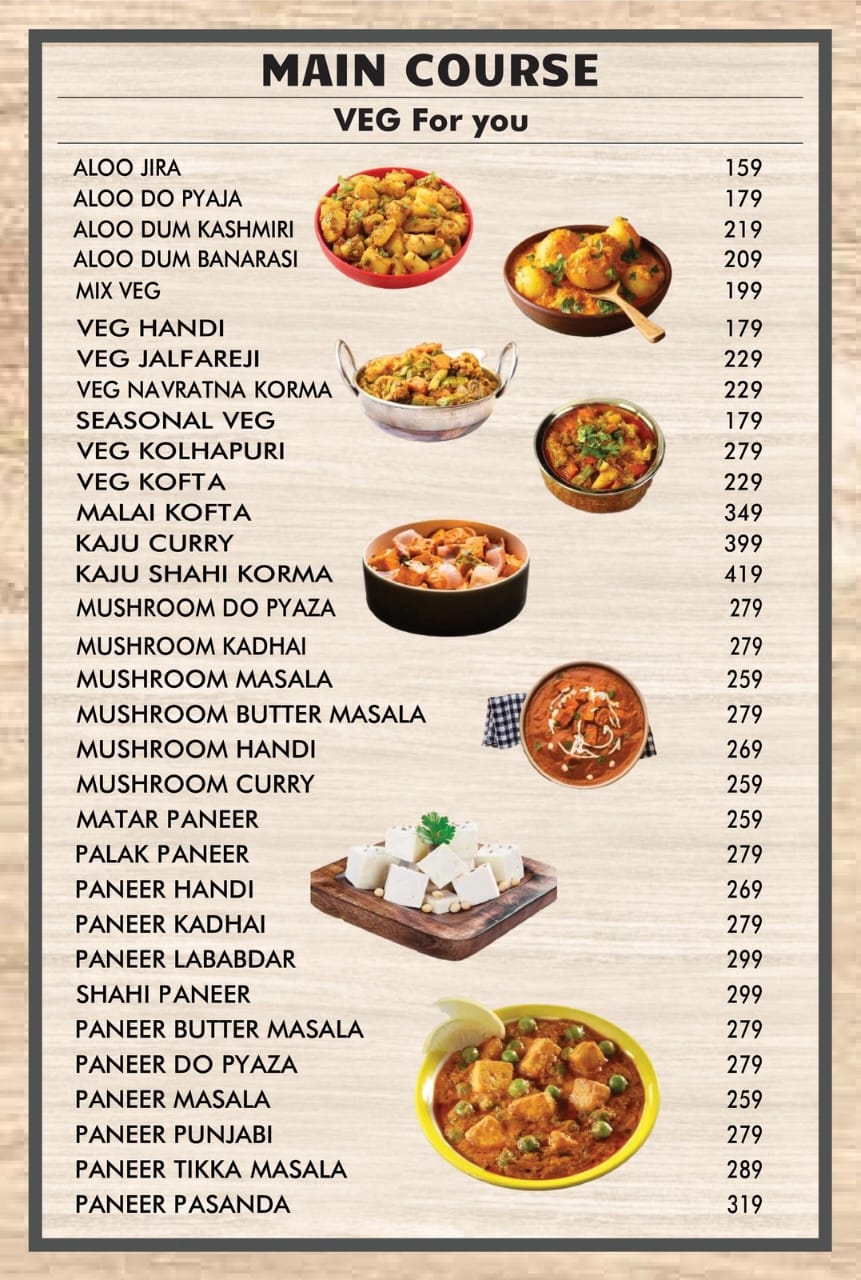 MAIN COURSE
VEG For you
ALOO JIRA 159
ALOO DO PYAJA 179
ALOO DUM KASHMIRI 219
ALOO DUM BANARASI 209
MIX VEG 199
VEG HANDI 179
VEG JALFAREJI 229
VEG NAVRATNA KORMA 229
SEASONAL VEG 179
VEG KOLHAPURI 279
VEG KOFTA 229
MALAI KOFTA 349
KAJU CURRY 399
KAJU SHAHI KORMA 419
MUSHROOM DO PYAZA 279
MUSHROOM KADHAI 279
MUSHROOM MASALA 259
MUSHROOM BUTTER MASALA 279
MUSHROOM HANDI 269
MUSHROOM CURRY 259
MATAR PANEER 259
PALAK PANEER 279
PANEER HANDI 269
PANEER KADHAI 279
PANEER LABABDAR 299
SHAHI PANEER 299
PANEER BUTTER MASALA 279
PANEER DO PYAZA 279
PANEER MASALA 259
PANEER PUNJABI 279
PANEER TIKKA MASALA 289
PANEER PASANDA 319